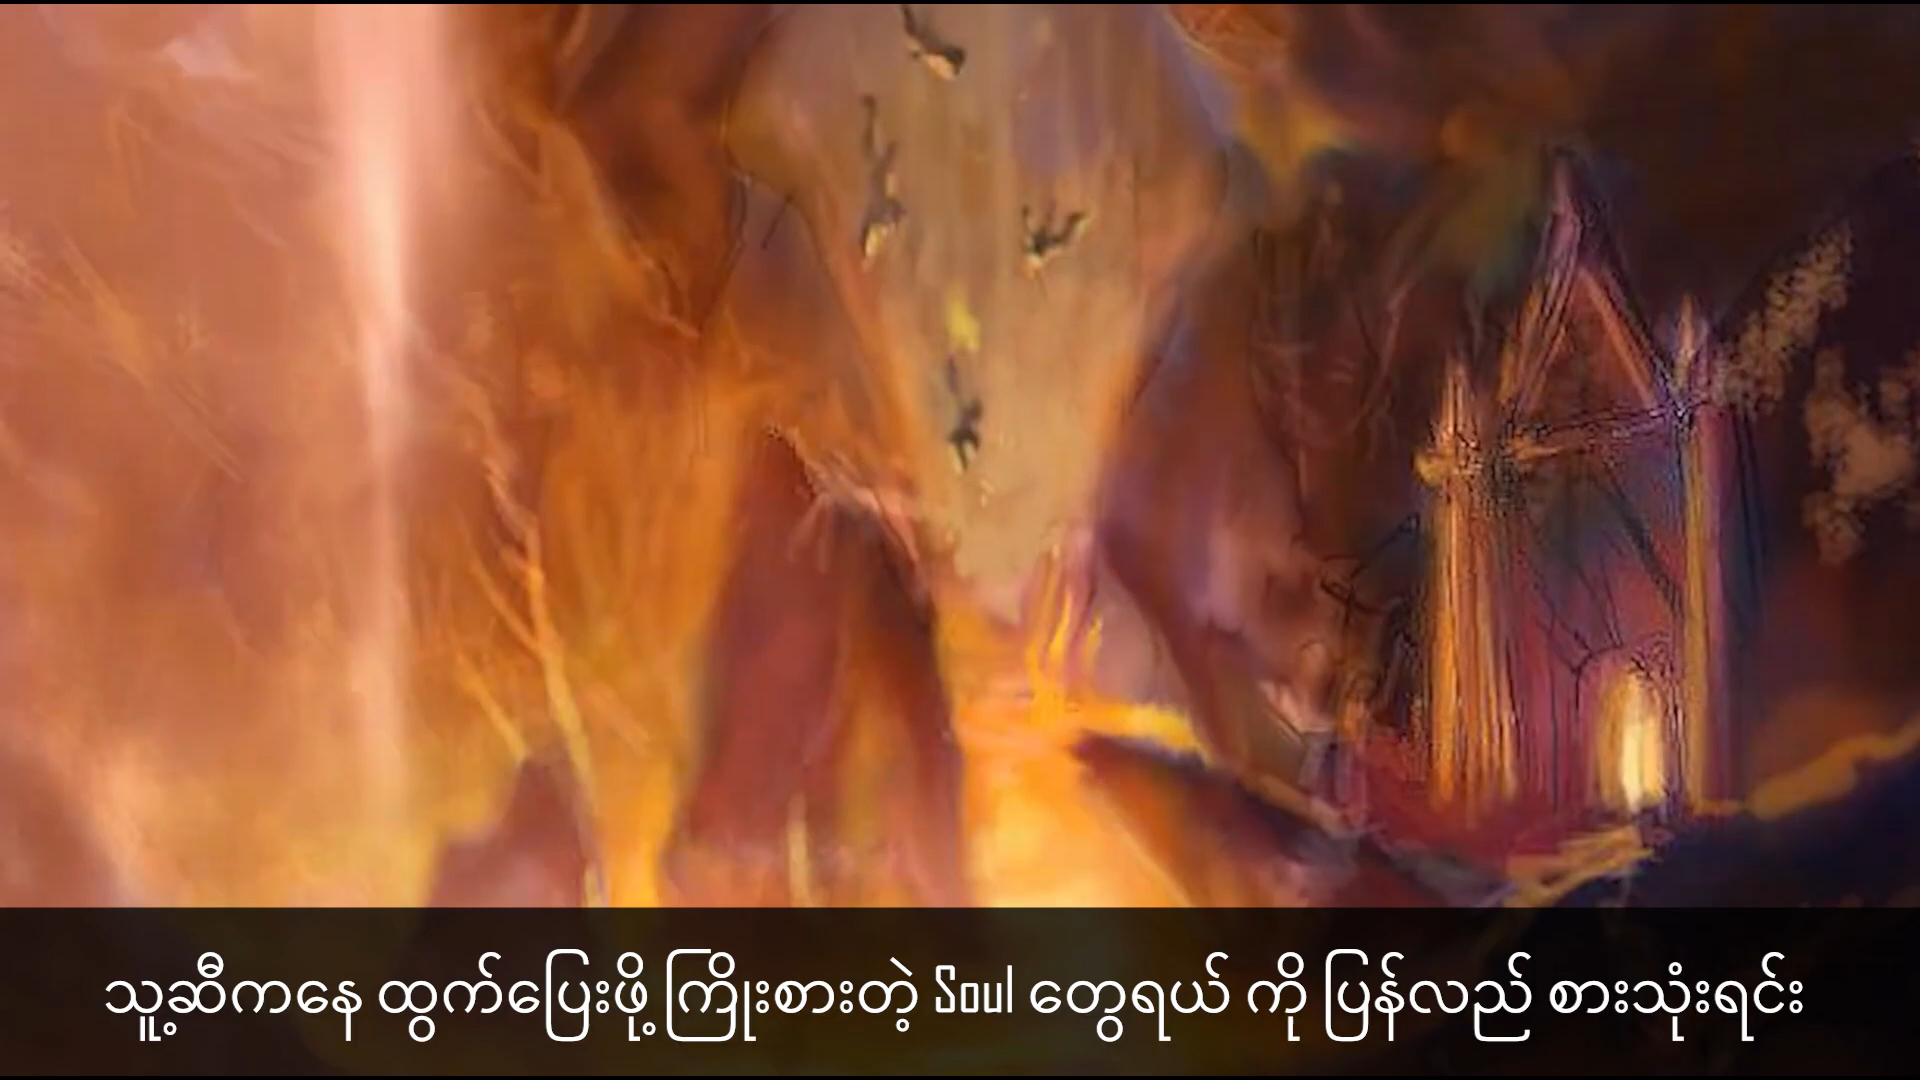 သူ့ဆီကနေ ထွက်ပြေးဖို့ ကြိုးစားတဲ့ Soul တွေရယ် ကို ပြန်လည် စားသုံးရင်း